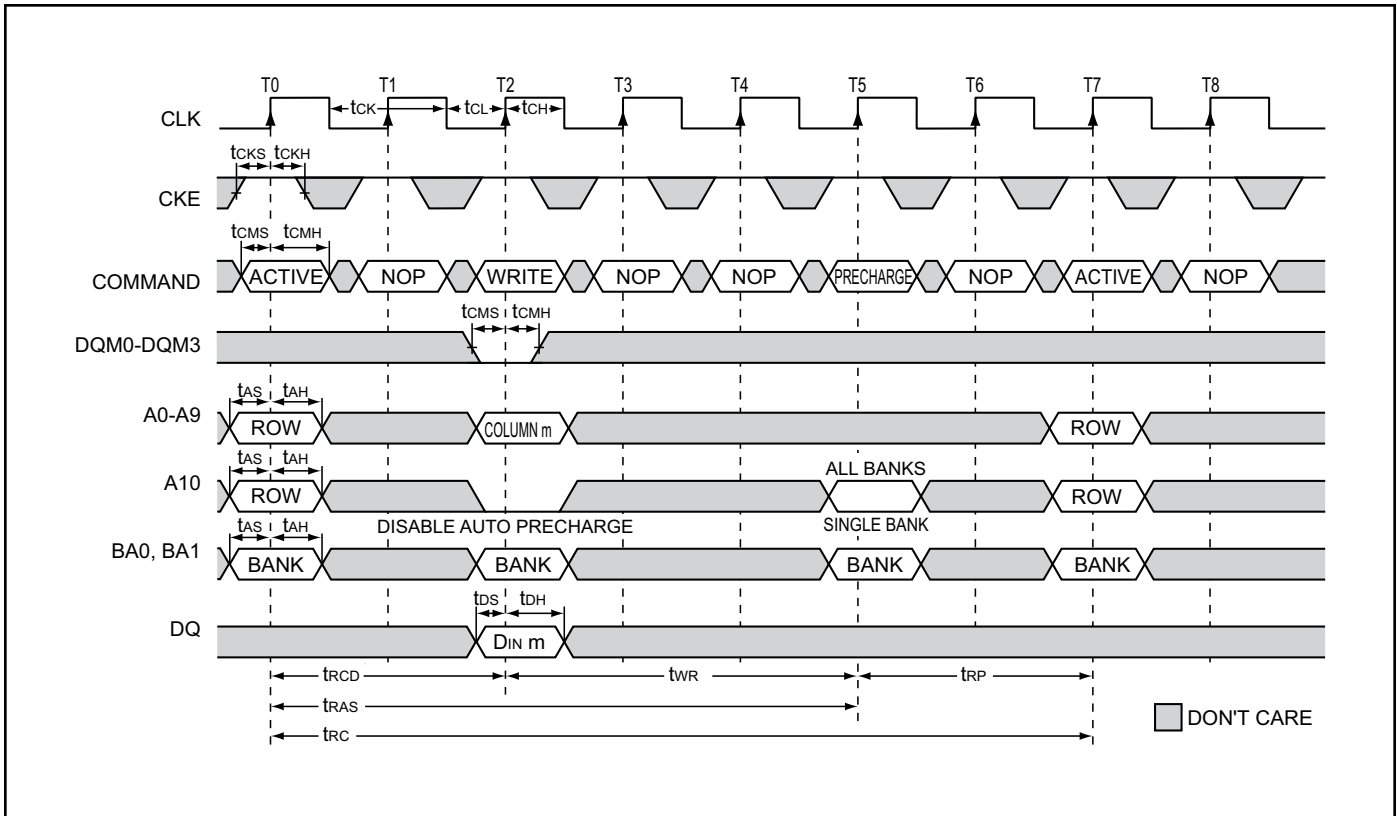 T0 T1 T2 T3 T4 T5 T6 T7 T8
tCK tCL tCH
CLK
tCKS tCKH
CKE
tCMS tCMH
COMMAND ACTIVE NOP WRITE NOP NOP PRECHARGE NOP ACTIVE NOP
tCMS tCMH
DQM0-DQM3
tAS tAH
A0-A9 ROW COLUMN m ROW
tAS tAH ALL BANKS
A10 ROW ROW
tAS tAH DISABLE AUTO PRECHARGE SINGLE BANK
BA0, BA1 BANK BANK BANK BANK
tDS tDH
DQ DIN m
tRCD tWR tRP
tRAS
DON'T CARE
tRC